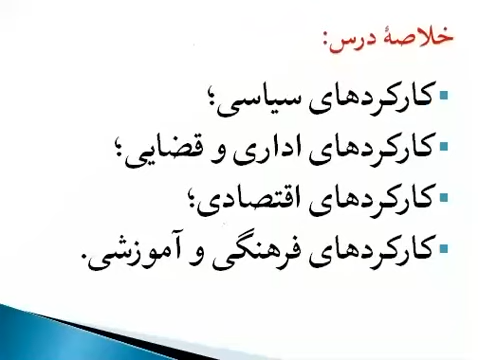 خلاصهٔ درس:
کارکردهای سیاسی؛
کارکردهای اداری و قضایی؛
کارکردهای اقتصادی؛
کارکردهای فرهنگی و آموزشی.